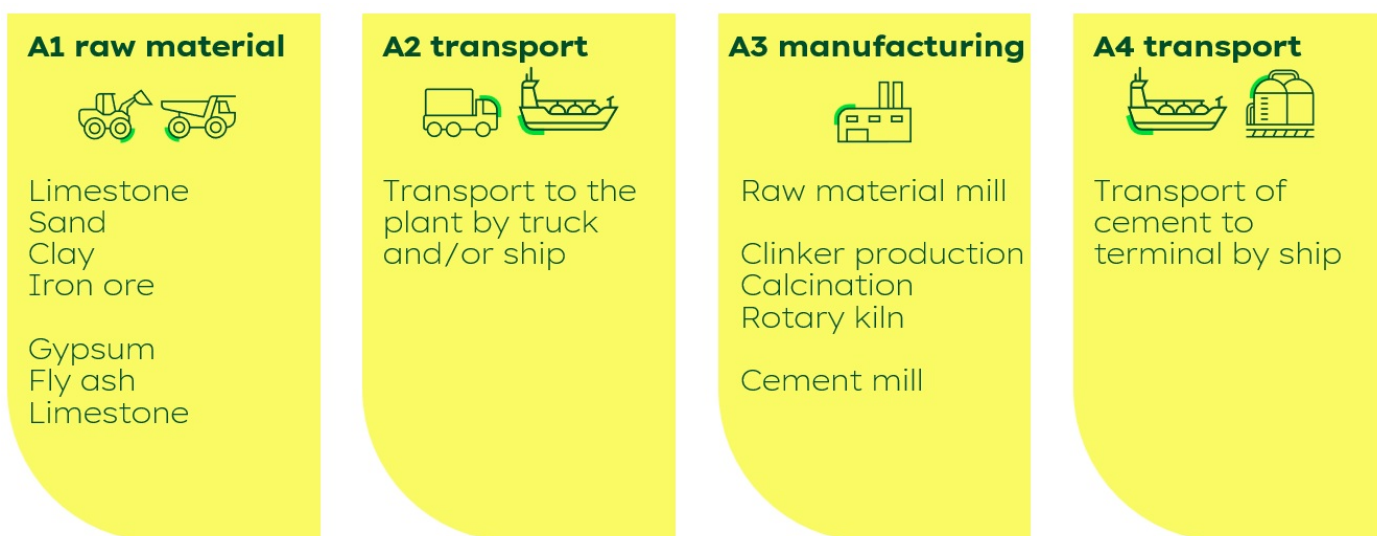 A1 raw material
Limestone
Sand
Clay
Iron ore
Gypsum
Fly ash
Limestone
A2 transport
Transport to the
plant by truck
and/or ship
A3 manufacturing
Raw material mill
Clinker production
Calcination
Rotary kiln
Cement mill
A4 transport
Transport of
cement to
terminal by ship